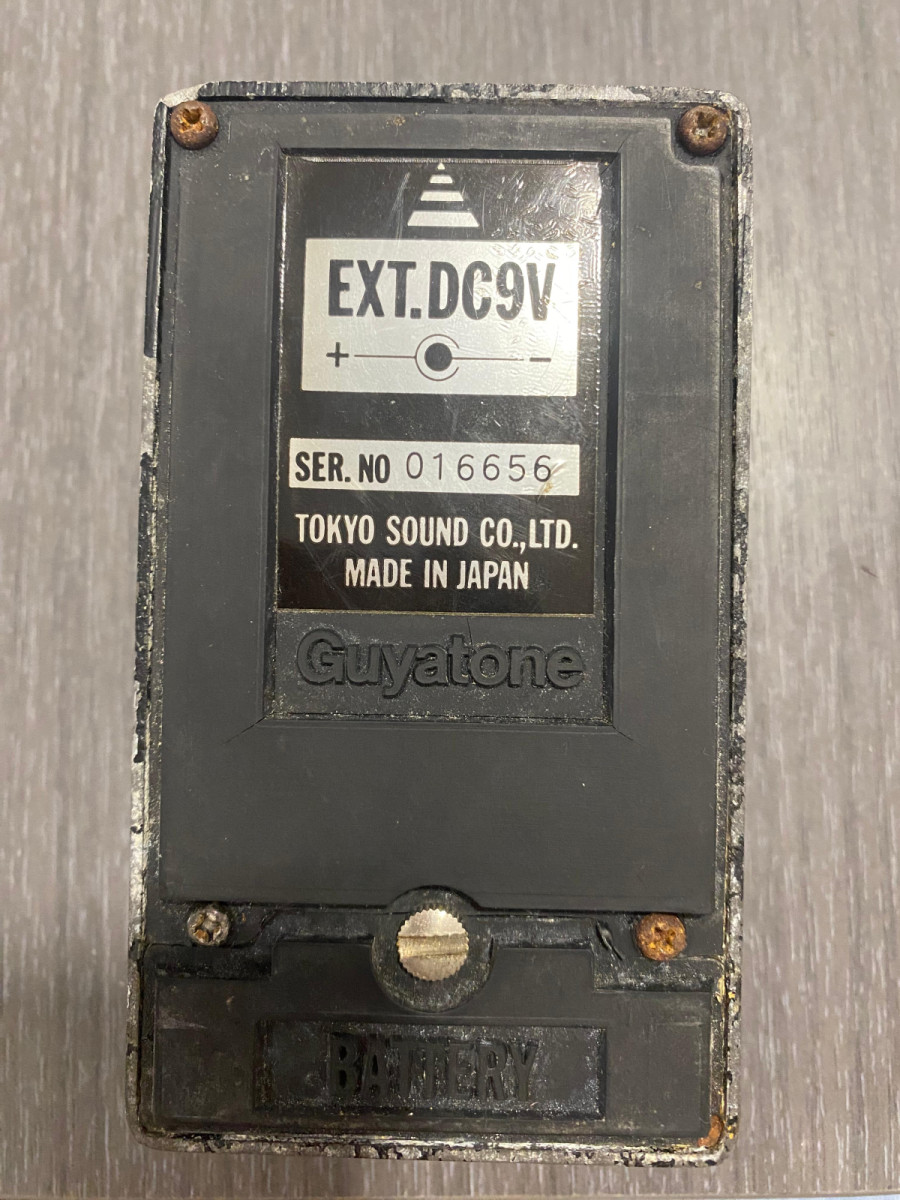 EXT.DC9V
+ -
SER. NO 016656
TOKYO SOUND CO.,LTD.
MADE IN JAPAN
Guyatone
BATTERY